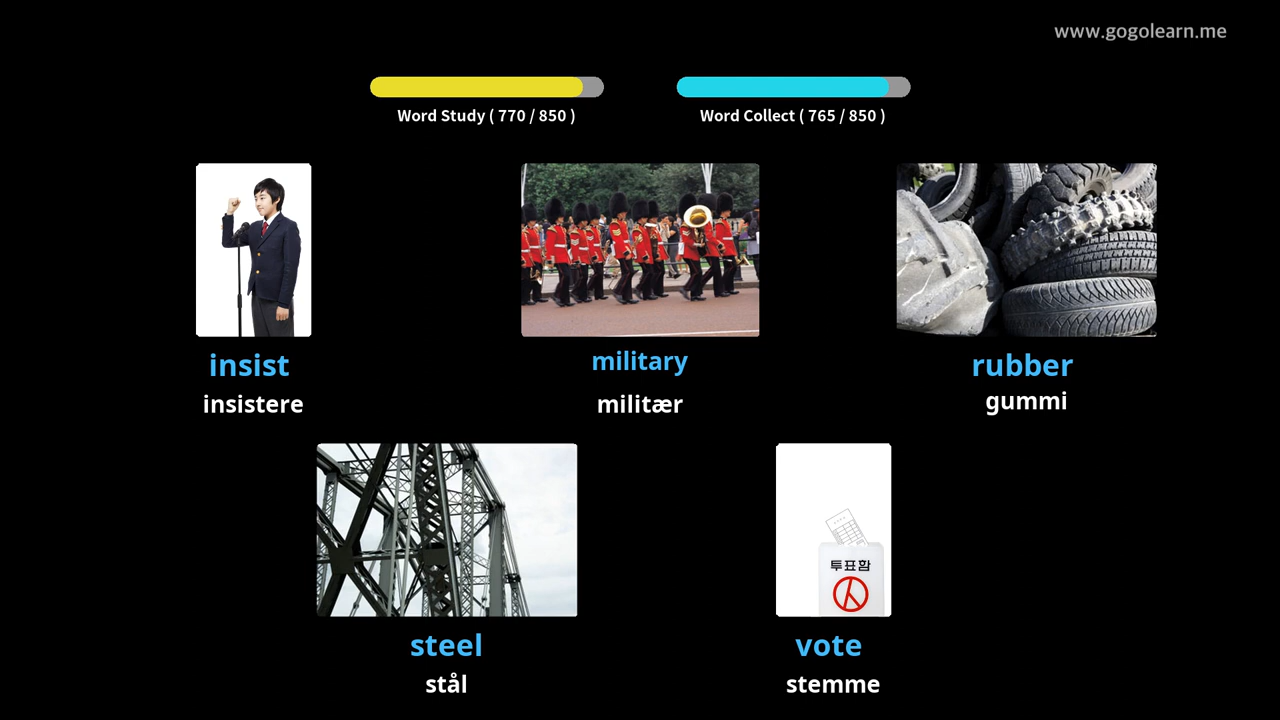 www.gogolearn.me
Word Study ( 770 / 850 )
Word Collect ( 765 / 850 )
insist
insistere
military
militær
rubber
gummi
steel
stål
투표함
vote
stemme